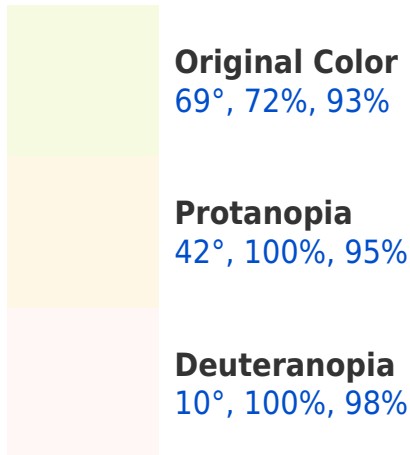 Original Color
69°, 72%, 93%
Protanopia
42°, 100%, 95%
Deuteranopia
10°, 100%, 98%